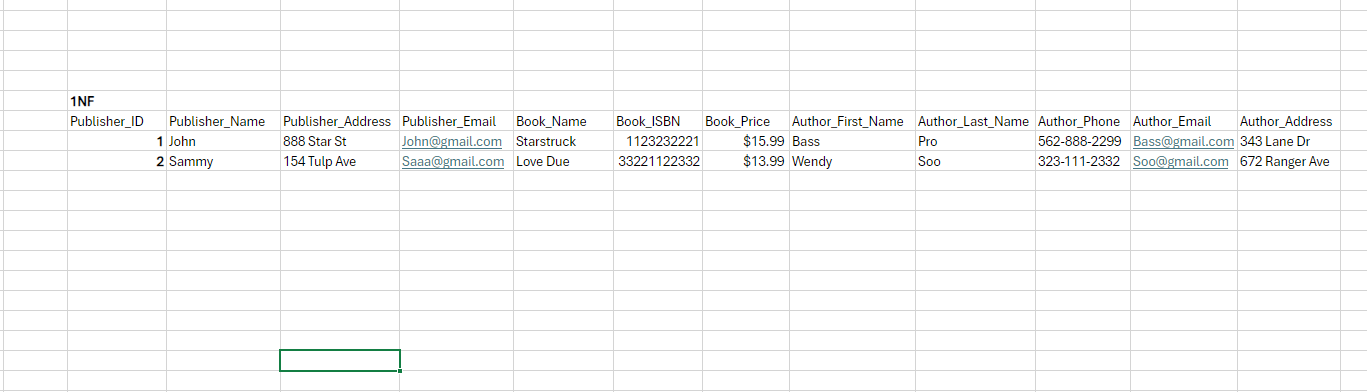 1NF
Publisher_ID Publisher_Name Publisher_Address Publisher_Email Book_Name Book_ISBN Book_Price Author_First_Name Author_Last_Name Author_Phone Author_Email Author_Address
1 John 888 Star St John@gmail.com Starstruck 1123232221 $15.99 Bass Pro 562-888-2299 Bass@gmail.com 343 Lane Dr
2 Sammy 154 Tulp Ave Saaa@gmail.com Love Due 33221122332 $13.99 Wendy Soo 323-111-2332 Soo@gmail.com 672 Ranger Ave